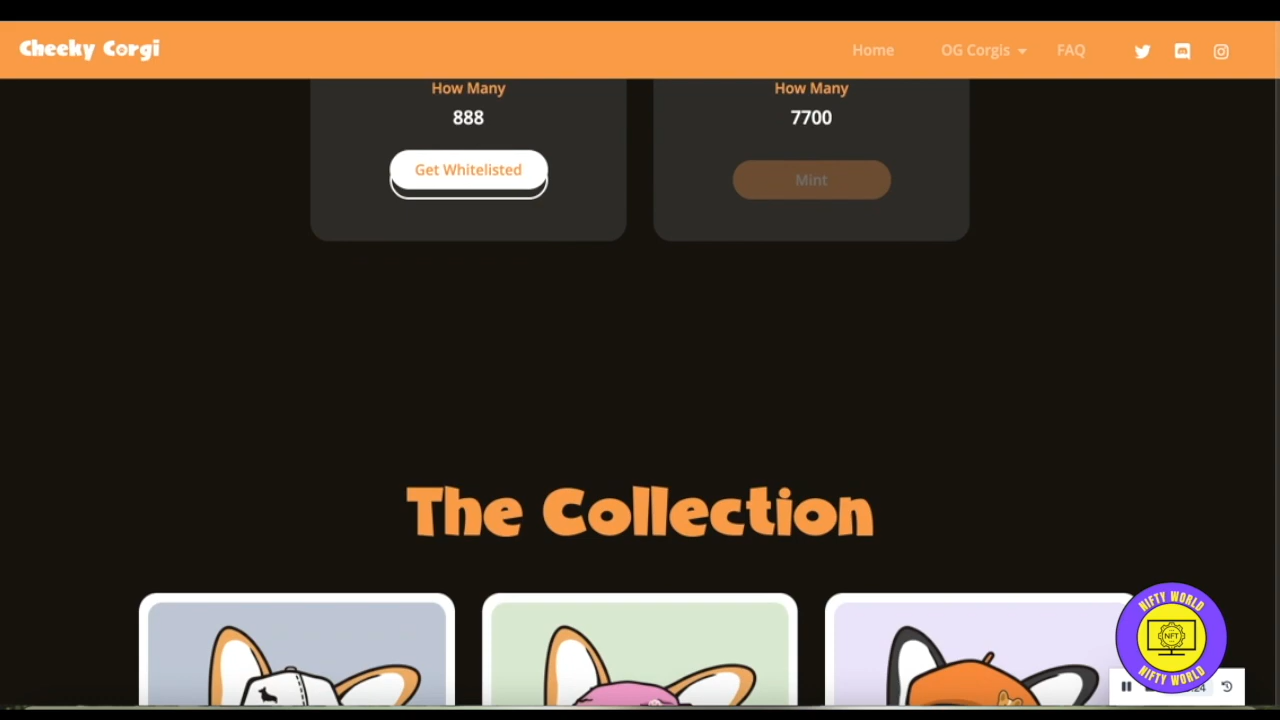 Cheeky Corgi
Home
OG Corgis
FAQ
How Many
888
Get Whitelisted
How Many
7700
Mint
The Collection
NIFTY WORLD
NFT
NIFTY WORLD